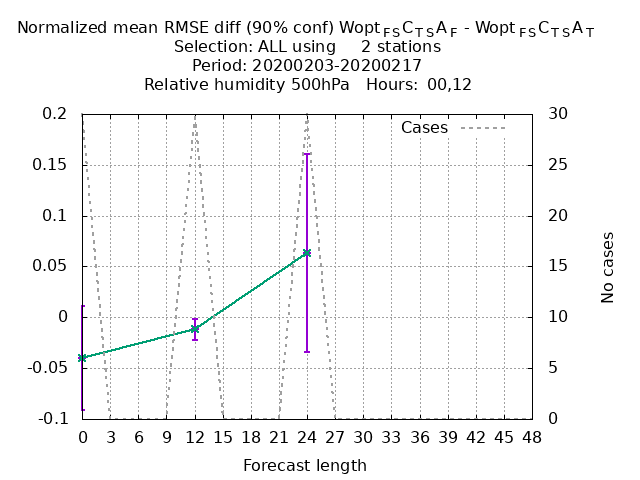 Normalized mean RMSE diff (90% conf) Wopt FS C T S A F - Wopt FS C T S A T
Selection: ALL using 2 stations
Period: 20200203-20200217
Relative humidity 500hPa Hours: 00,12
Cases
0.2
0.15
0.1
0.05
0
-0.05
-0.1
30
25
20
15
10
5
0
No cases
0 3 6 9 12 15 18 21 24 27 30 33 36 39 42 45 48
Forecast length